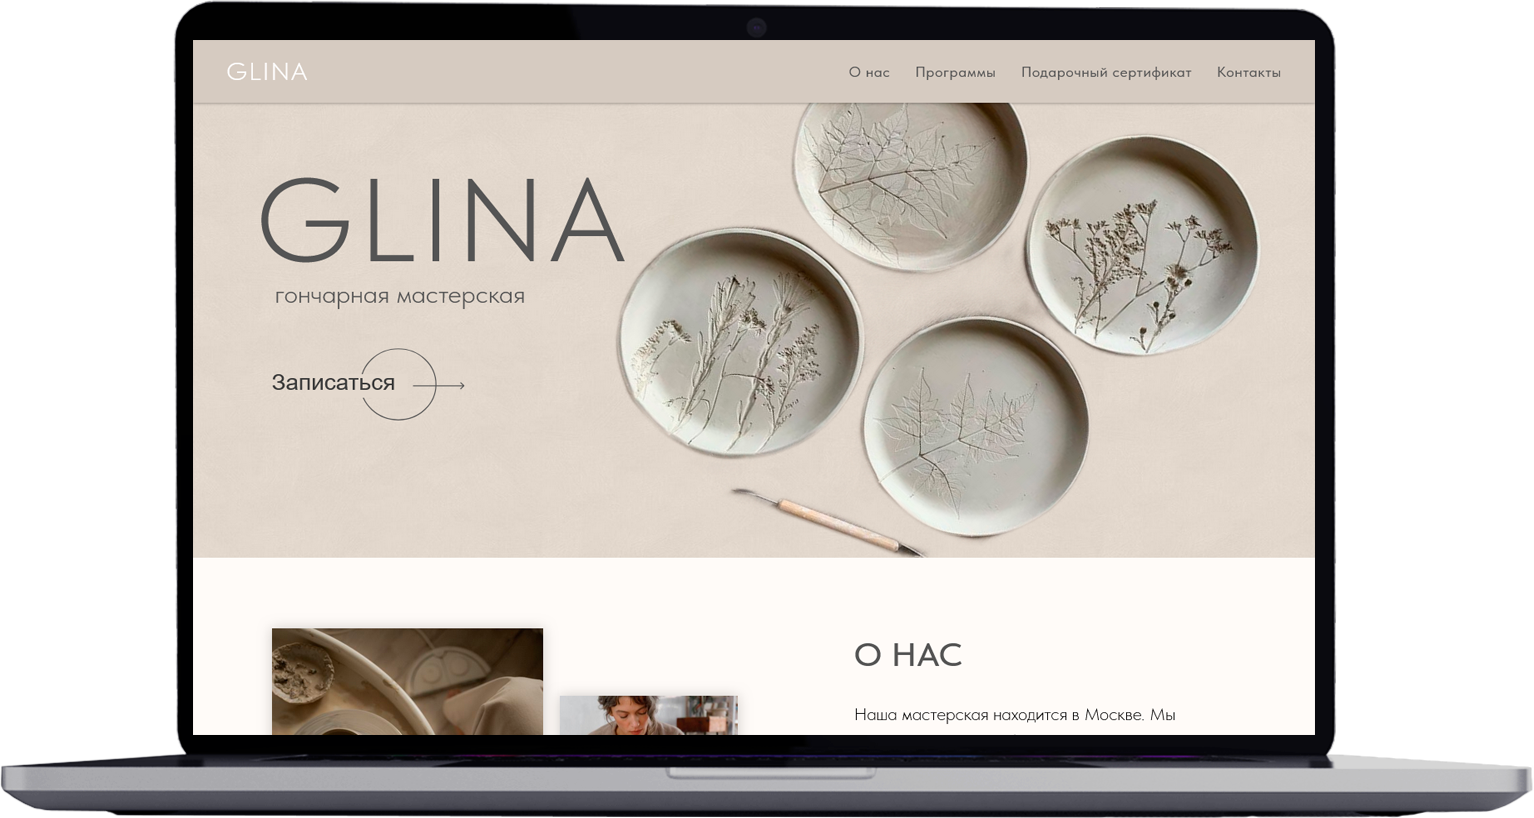 GLINA
О нас Программы Подарочный сертификат Контакты
GLINA
гончарная мастерская
Записаться
О НАС
Наша мастерская находится в Москве. Мы